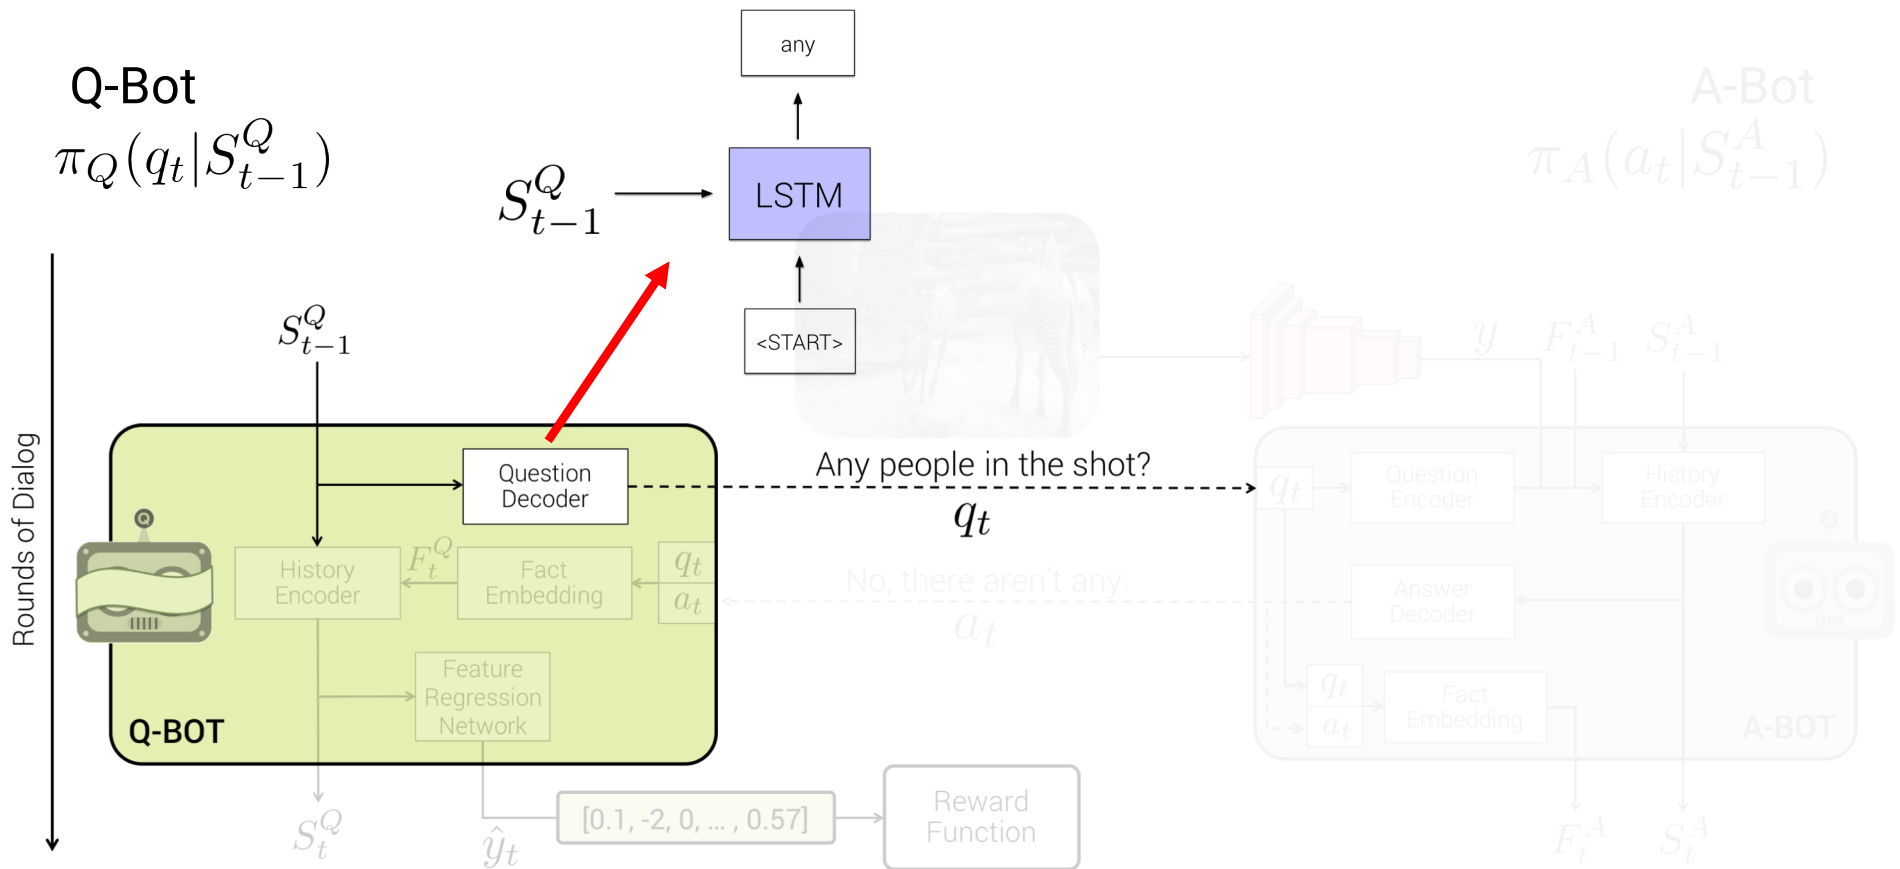 any
Q-Bot
A-Bot
π_Q(q_t|S^Q_{t−1})
π_A(a_t|S^A_{t−1})
S^Q_{t−1}
LSTM
<START>
S^Q_{t−1}
y
F^A_{t−1}
S^A_{t−1}
Rounds of Dialog
Question
Decoder
Any people in the shot?
q_t
q_t
Question
Encoder
History
Encoder
Q
A
History
Encoder
F^Q_t
Fact
Embedding
q_t
a_t
No, there aren't any.
a_t
Answer
Decoder
Feature
Regression
Network
q_t
a_t
Fact
Embedding
Q-BOT
A-BOT
S^Q_t
ŷ_t
[0.1, -2, 0, ... , 0.57]
Reward
Function
F^A_t
S^A_t